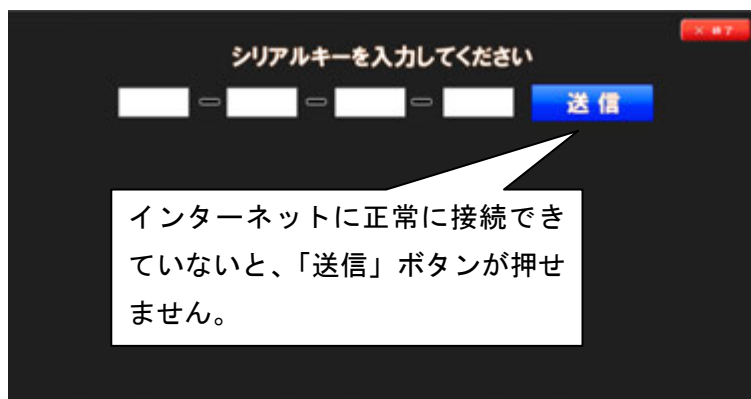 × 終了
シリアルキーを入力してください
送信
インターネットに正常に接続でき
ていないと、「送信」ボタンが押せ
ません。